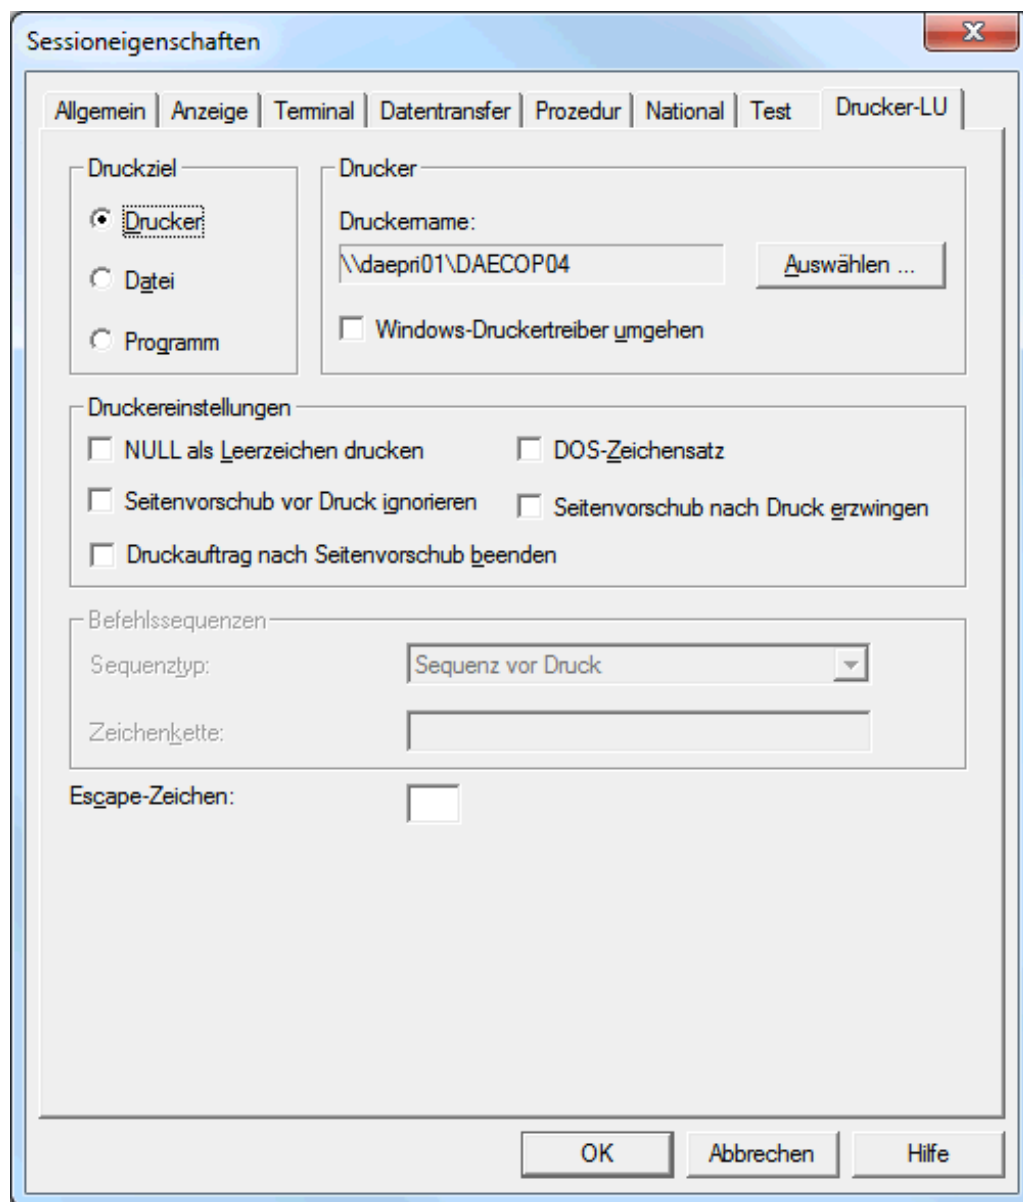 Sessioneigenschaften
Allgemein Anzeige Terminal Datentransfer Prozedur National Test Drucker-LU
Druckziel
Drucker
Datei
Programm
Drucker
Druckername:
\\daepri01\DAECOP04
Auswählen ...
Windows-Druckertreiber umgehen
Druckereinstellungen
NULL als Leerzeichen drucken
DOS-Zeichensatz
Seitenvorschub vor Druck ignorieren
Seitenvorschub nach Druck erzwingen
Druckauftrag nach Seitenvorschub beenden
Befehlssequenzen
Sequenztyp:
Sequenz vor Druck
Zeichenkette:
Escape-Zeichen:
OK
Abbrechen
Hilfe